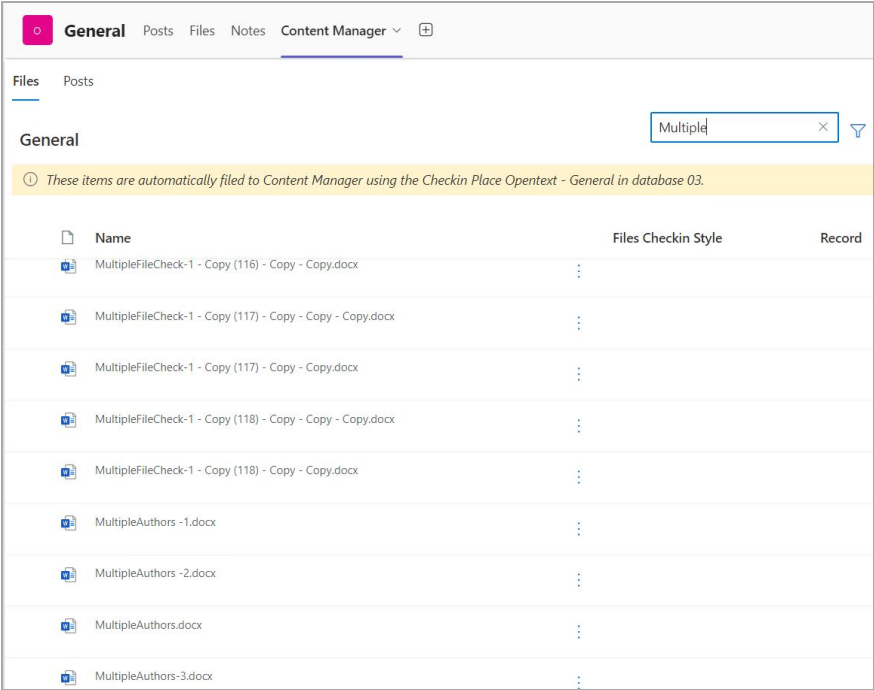 O General Posts Files Notes Content Manager
Files Posts
Multiple
General
These items are automatically filed to Content Manager using the Checkin Place Opentext - General in database 03.
Name Files Checkin Style Record
MultipleFileCheck-1 - Copy (116) - Copy - Copy.docx
MultipleFileCheck-1 - Copy (117) - Copy - Copy - Copy.docx
MultipleFileCheck-1 - Copy (117) - Copy - Copy.docx
MultipleFileCheck-1 - Copy (118) - Copy - Copy - Copy.docx
MultipleFileCheck-1 - Copy (118) - Copy - Copy.docx
MultipleAuthors -1.docx
MultipleAuthors -2.docx
MultipleAuthors.docx
MultipleAuthors-3.docx